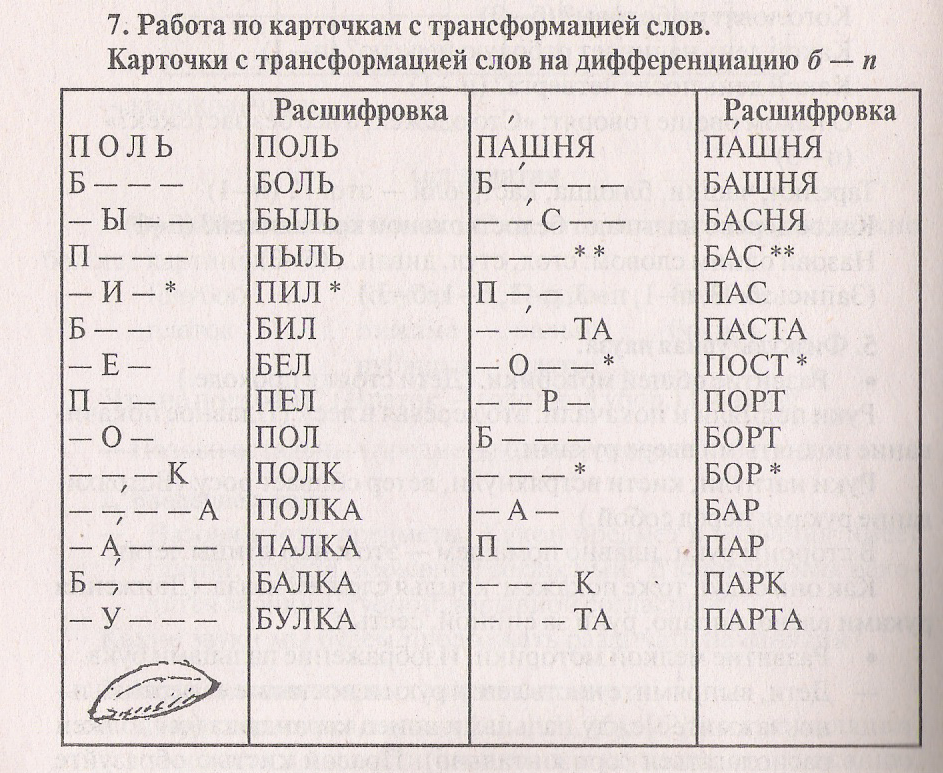 7. Работа по карточкам с трансформацией слов.
Карточки с трансформацией слов на дифференциацию б — п
Расшифровка Расшифровка
П О Л Ь ПОЛЬ ПАШНЯ ПАШНЯ
Б – – – БОЛЬ Б – – – – БАШНЯ
– Ы – – БЫЛЬ – – С – – БАСНЯ
П – – – ПЫЛЬ – – – * * БАС**
– И – * ПИЛ* П – – ПАС
Б – – БИЛ – – – ТА ПАСТА
– Е – БЕЛ – О – – * ПОСТ*
П – – ПЕЛ – – Р – ПОРТ
– О – ПОЛ Б – – – БОРТ
– – – К ПОЛК – – – * БОР*
– – – – А ПОЛКА – А – БАР
– А – – – ПАЛКА П – – ПАР
Б – – – – БАЛКА – – – К ПАРК
– У – – – БУЛКА – – – ТА ПАРТА